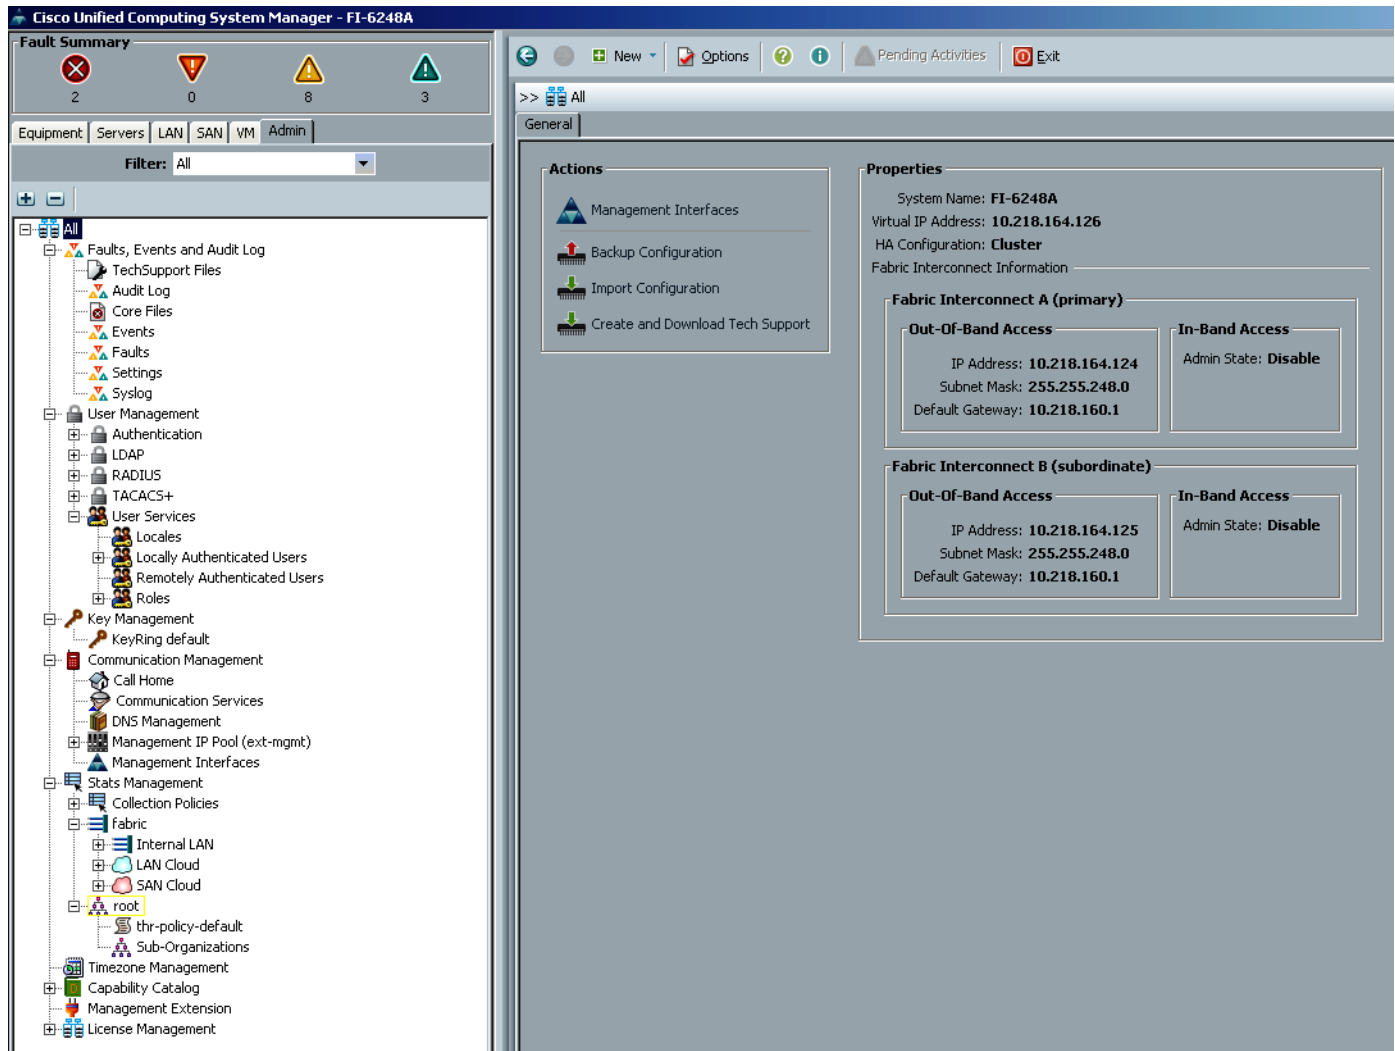 Cisco Unified Computing System Manager - FI-6248A
Fault Summary
2 0 8 3
Equipment Servers LAN SAN VM Admin
Filter: All
All
Faults, Events and Audit Log
TechSupport Files
Audit Log
Core Files
Events
Faults
Settings
Syslog
User Management
Authentication
LDAP
RADIUS
TACACS+
User Services
Locales
Locally Authenticated Users
Remotely Authenticated Users
Roles
Key Management
KeyRing default
Communication Management
Call Home
Communication Services
DNS Management
Management IP Pool (ext-mgmt)
Management Interfaces
Stats Management
Collection Policies
fabric
Internal LAN
LAN Cloud
SAN Cloud
root
thr-policy-default
Sub-Organizations
Timezone Management
Capability Catalog
Management Extension
License Management
New Options Pending Activities Exit
>> All
General
Actions
Management Interfaces
Backup Configuration
Import Configuration
Create and Download Tech Support
Properties
System Name: FI-6248A
Virtual IP Address: 10.218.164.126
HA Configuration: Cluster
Fabric Interconnect Information
Fabric Interconnect A (primary)
Out-Of-Band Access
IP Address: 10.218.164.124
Subnet Mask: 255.255.248.0
Default Gateway: 10.218.160.1
In-Band Access
Admin State: Disable
Fabric Interconnect B (subordinate)
Out-Of-Band Access
IP Address: 10.218.164.125
Subnet Mask: 255.255.248.0
Default Gateway: 10.218.160.1
In-Band Access
Admin State: Disable